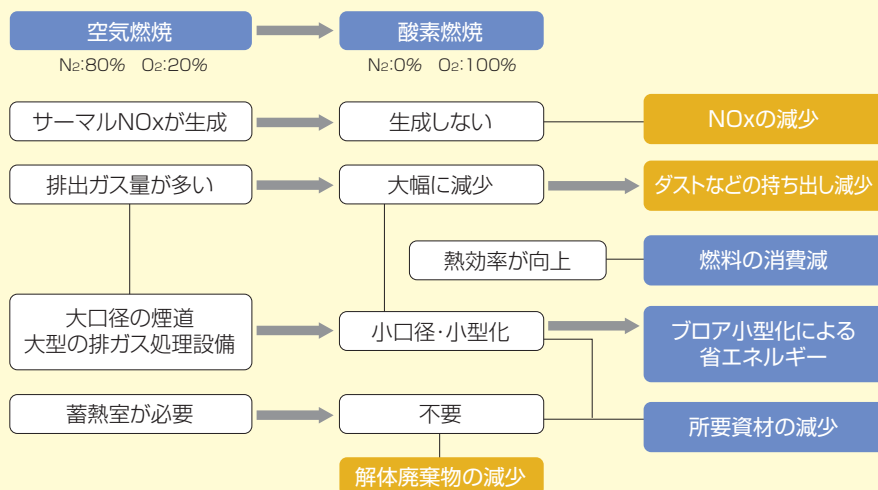 空気燃焼
酸素燃焼
N₂:80% O₂:20%
N₂:0% O₂:100%
サーマルNOxが生成
生成しない
NOxの減少
排出ガス量が多い
大幅に減少
ダストなどの持ち出し減少
熱効率が向上
燃料の消費減
大口径の煙道
大型の排ガス処理設備
小口径・小型化
ブロア小型化による
省エネルギー
蓄熱室が必要
不要
所要資材の減少
解体廃棄物の減少